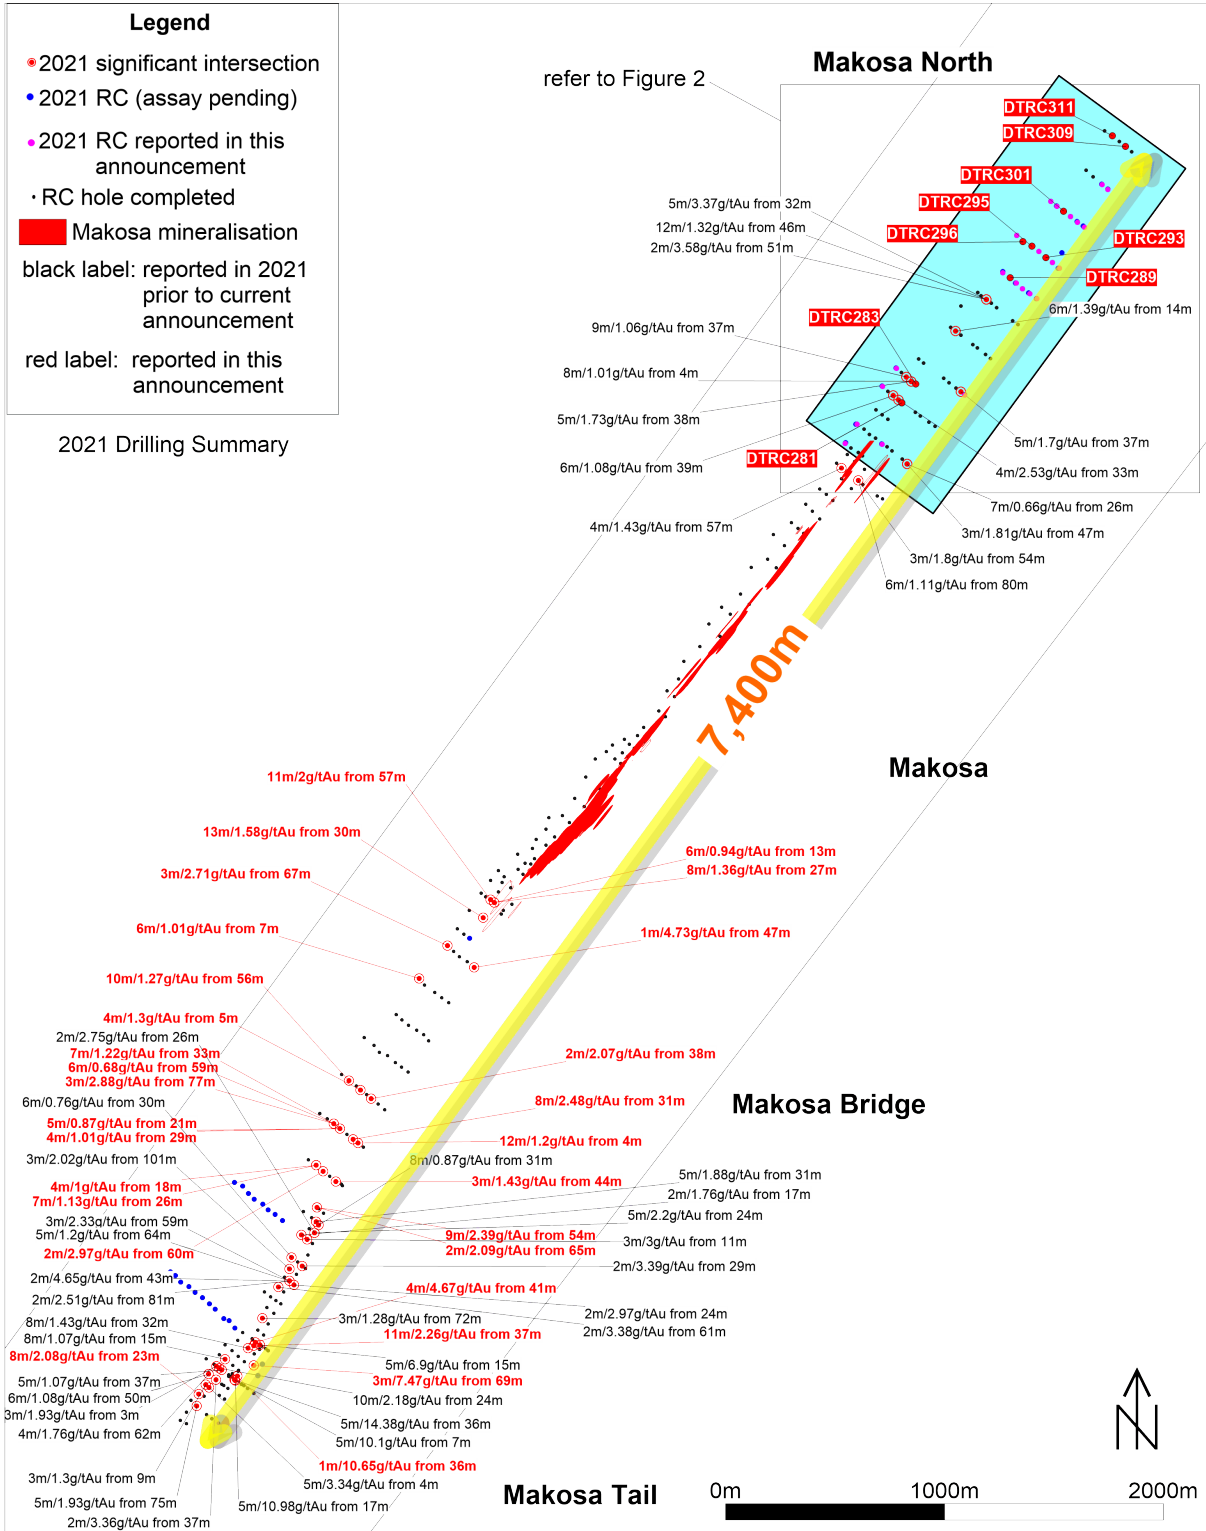 Legend
2021 significant intersection
2021 RC (assay pending)
2021 RC reported in this
announcement
RC hole completed
Makosa mineralisation
black label: reported in 2021
prior to current
announcement
red label: reported in this
announcement
2021 Drilling Summary
Makosa North
refer to Figure 2
DTRC311
DTRC309
DTRC301
DTRC295
DTRC296
DTRC293
DTRC289
DTRC283
DTRC281
5m/3.37g/tAu from 32m
12m/1.32g/tAu from 46m
2m/3.58g/tAu from 51m
6m/1.39g/tAu from 14m
9m/1.06g/tAu from 37m
8m/1.01g/tAu from 4m
5m/1.73g/tAu from 38m
6m/1.08g/tAu from 39m
4m/1.43g/tAu from 57m
5m/1.7g/tAu from 37m
4m/2.53g/tAu from 33m
7m/0.66g/tAu from 26m
3m/1.81g/tAu from 47m
3m/1.8g/tAu from 54m
6m/1.11g/tAu from 80m
7,400m
Makosa
11m/2g/tAu from 57m
13m/1.58g/tAu from 30m
3m/2.71g/tAu from 67m
6m/1.01g/tAu from 7m
10m/1.27g/tAu from 56m
4m/1.3g/tAu from 5m
2m/2.75g/tAu from 26m
7m/1.22g/tAu from 33m
6m/0.68g/tAu from 59m
3m/2.88g/tAu from 77m
6m/0.76g/tAu from 30m
5m/0.87g/tAu from 21m
4m/1.01g/tAu from 29m
3m/2.02g/tAu from 101m
4m/1g/tAu from 18m
7m/1.13g/tAu from 26m
3m/2.33g/tAu from 59m
5m/1.2g/tAu from 64m
2m/2.97g/tAu from 60m
2m/4.65g/tAu from 43m
2m/2.51g/tAu from 81m
8m/1.43g/tAu from 32m
8m/1.07g/tAu from 15m
8m/2.08g/tAu from 23m
5m/1.07g/tAu from 37m
6m/1.08g/tAu from 50m
3m/1.93g/tAu from 3m
4m/1.76g/tAu from 62m
3m/1.3g/tAu from 9m
5m/1.93g/tAu from 75m
2m/3.36g/tAu from 37m
6m/0.94g/tAu from 13m
8m/1.36g/tAu from 27m
1m/4.73g/tAu from 47m
2m/2.07g/tAu from 38m
8m/2.48g/tAu from 31m
Makosa Bridge
12m/1.2g/tAu from 4m
8m/0.87g/tAu from 31m
3m/1.43g/tAu from 44m
5m/1.88g/tAu from 31m
2m/1.76g/tAu from 17m
5m/2.2g/tAu from 24m
9m/2.39g/tAu from 54m
3m/3g/tAu from 11m
2m/2.09g/tAu from 65m
2m/3.39g/tAu from 29m
4m/4.67g/tAu from 41m
2m/2.97g/tAu from 24m
3m/1.28g/tAu from 72m
2m/3.38g/tAu from 61m
11m/2.26g/tAu from 37m
5m/6.9g/tAu from 15m
3m/7.47g/tAu from 69m
10m/2.18g/tAu from 24m
5m/14.38g/tAu from 36m
5m/10.1g/tAu from 7m
1m/10.65g/tAu from 36m
5m/3.34g/tAu from 4m
5m/10.98g/tAu from 17m
Makosa Tail
N
0m 1000m 2000m